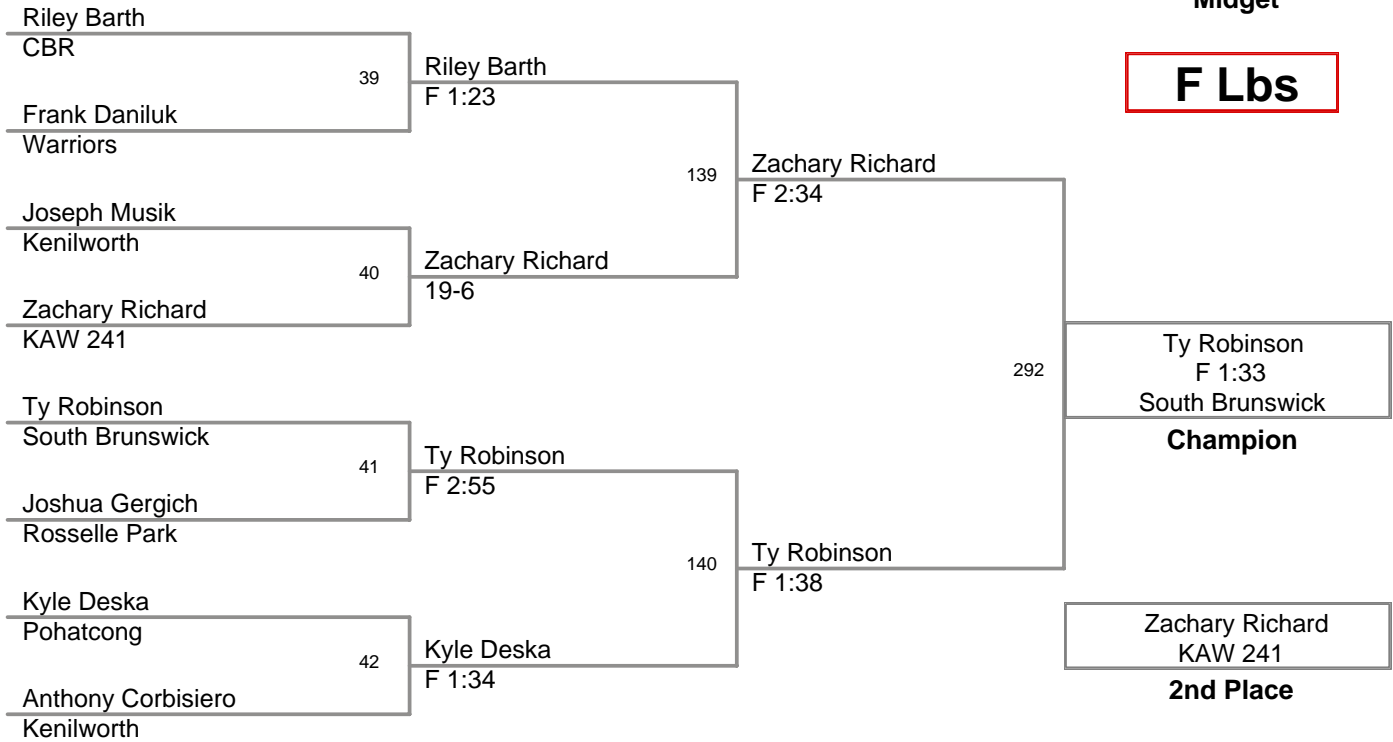 Midget
F Lbs
Riley Barth
CBR
39
Frank Daniluk
Warriors
Joseph Musik
Kenilworth
40
Zachary Richard
KAW 241
Ty Robinson
South Brunswick
41
Joshua Gergich
Rosselle Park
Kyle Deska
Pohatcong
42
Anthony Corbisiero
Kenilworth
Riley Barth
F 1:23
139
Zachary Richard
19-6
Ty Robinson
F 2:55
140
Kyle Deska
F 1:34
Zachary Richard
F 2:34
292
Ty Robinson
F 1:38
Ty Robinson
F 1:33
South Brunswick
Champion
Zachary Richard
KAW 241
2nd Place